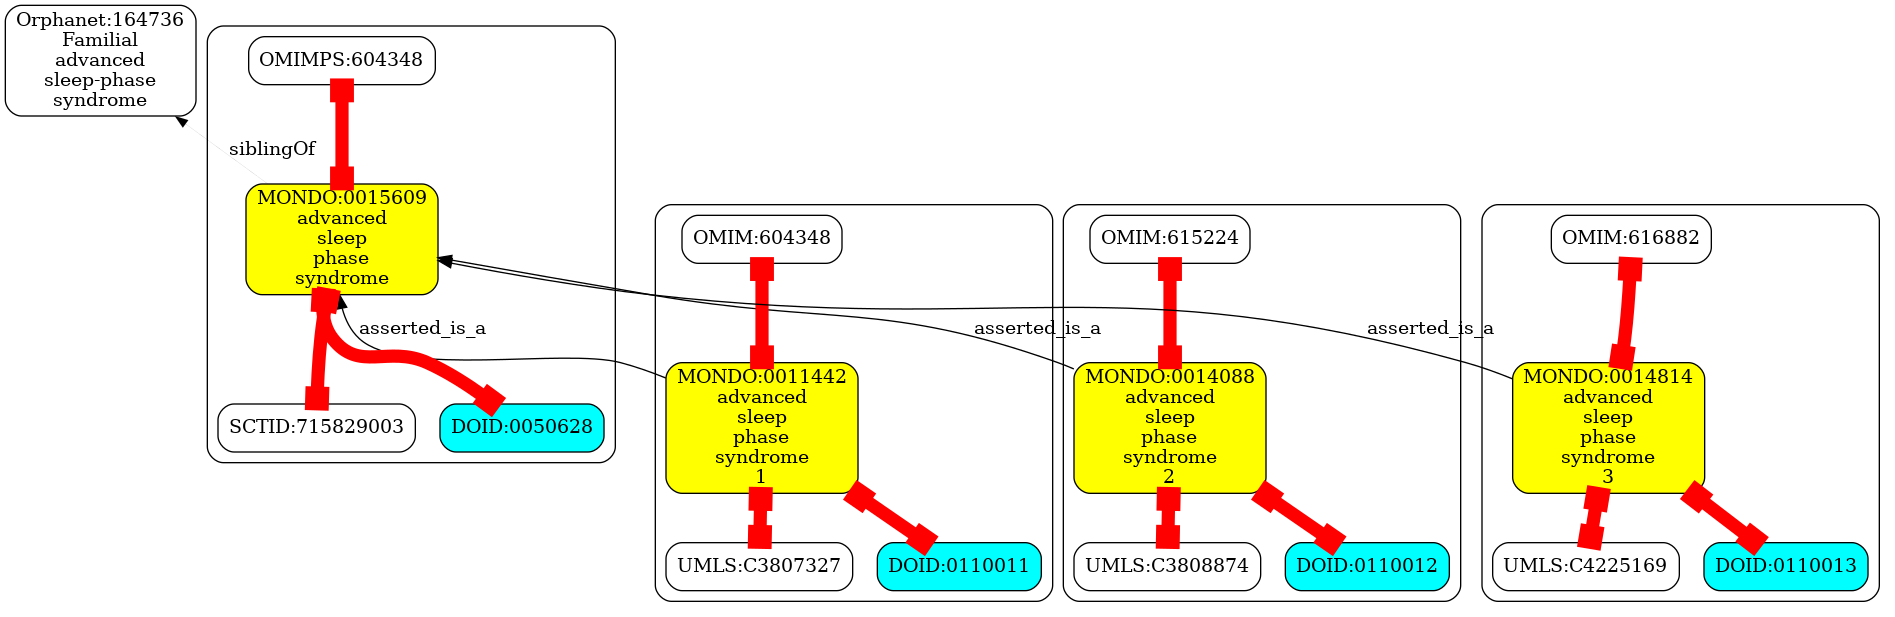 Orphanet:164736
Familial
advanced
sleep-phase
syndrome
OMIMPS:604348
siblingOf
MONDO:0015609
advanced
sleep
phase
syndrome
asserted_is_a
SCTID:715829003
DOID:0050628
OMIM:604348
MONDO:0011442
advanced
sleep
phase
syndrome
1
UMLS:C3807327
DOID:0110011
OMIM:615224
asserted_is_a
MONDO:0014088
advanced
sleep
phase
syndrome
2
UMLS:C3808874
DOID:0110012
OMIM:616882
asserted_is_a
MONDO:0014814
advanced
sleep
phase
syndrome
3
UMLS:C4225169
DOID:0110013